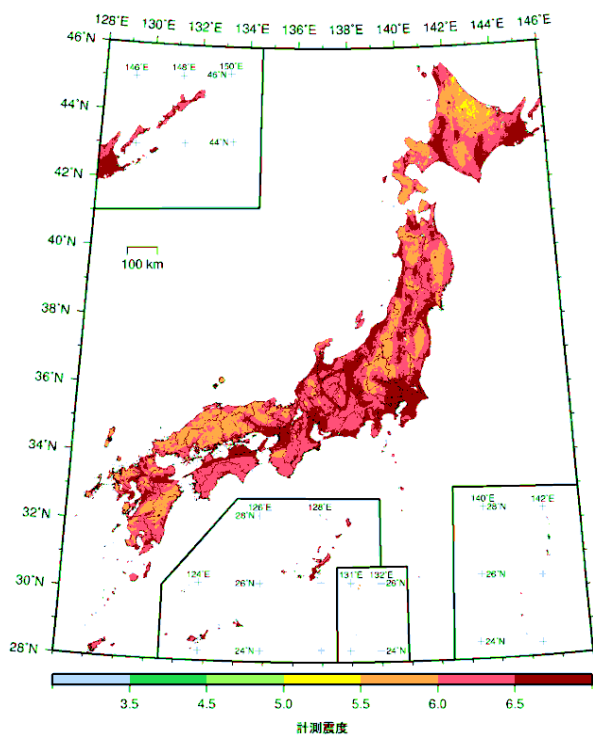 128˚E 130˚E 132˚E 134˚E 136˚E 138˚E 140˚E 142˚E 144˚E 146˚E
46˚N
146˚E 148˚E 150˚E
46˚N
44˚N
44˚N
42˚N
40˚N
100 km
38˚N
36˚N
34˚N
32˚N
126˚E 128˚E
28˚N
140˚E 142˚E
28˚N
30˚N
124˚E
26˚N
131˚E 132˚E
26˚N
26˚N
28˚N
24˚N
24˚N
24˚N
3.5 4.5 5.0 5.5 6.0 6.5
計測震度